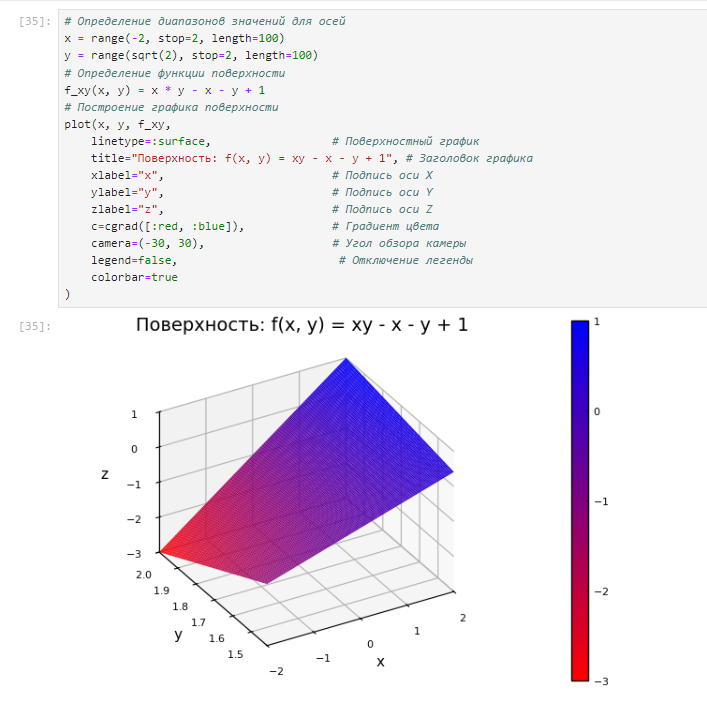 [35]: # Определение диапазонов значений для осей
x = range(-2, stop=2, length=100)
y = range(sqrt(2), stop=2, length=100)
# Определение функции поверхности
f_xy(x, y) = x * y - x - y + 1
# Построение графика поверхности
plot(x, y, f_xy,
    linetype=:surface,                  # Поверхностный график
    title="Поверхность: f(x, y) = xy - x - y + 1", # Заголовок графика
    xlabel="x",                         # Подпись оси X
    ylabel="y",                         # Подпись оси Y
    zlabel="z",                         # Подпись оси Z
    c=cgrad([:red, :blue]),             # Градиент цвета
    camera=(-30, 30),                   # Угол обзора камеры
    legend=false,                        # Отключение легенды
    colorbar=true
)
[35]:
Поверхность: f(x, y) = xy - x - y + 1
1
0
−1
−2
−3
z
2.0
1.9
1.8
1.7
1.6
1.5
y
−2
−1
0
1
2
x
1
0
−1
−2
−3